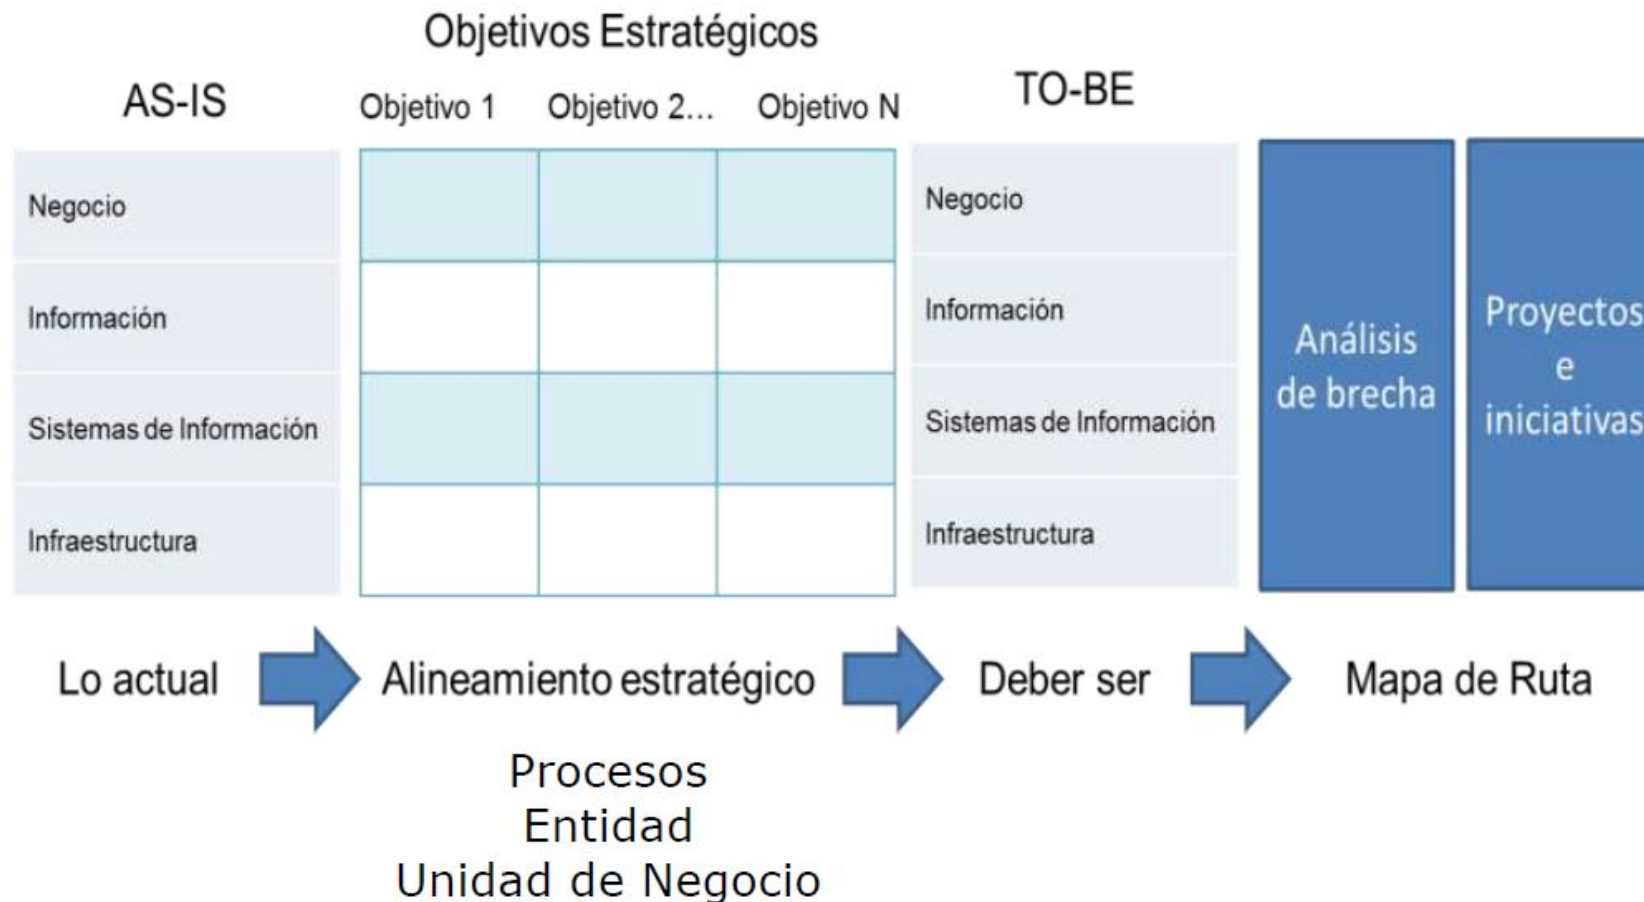 Objetivos Estratégicos
AS-IS
Objetivo 1
Objetivo 2...
Objetivo N
TO-BE
Negocio
Información
Sistemas de Información
Infraestructura
Negocio
Información
Sistemas de Información
Infraestructura
Análisis
de brecha
Proyectos
e
iniciativas
Lo actual
Alineamiento estratégico
Deber ser
Mapa de Ruta
Procesos
Entidad
Unidad de Negocio